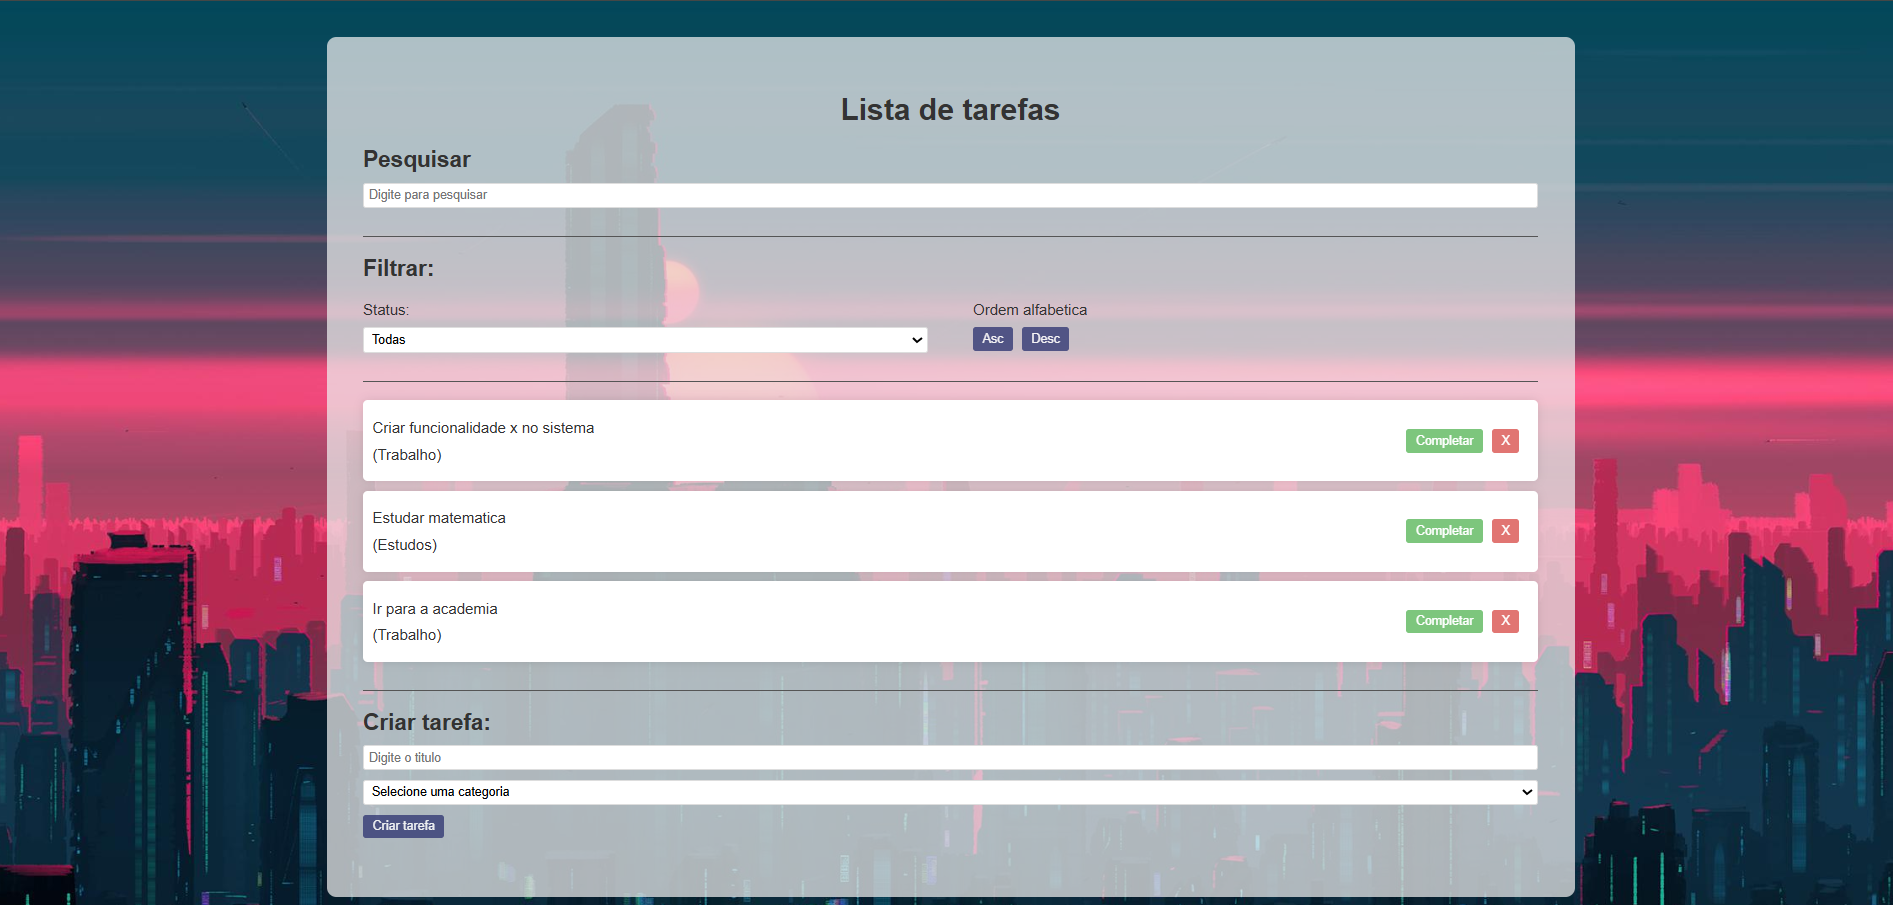 Lista de tarefas
Pesquisar
Digite para pesquisar
Filtrar:
Status:
Todas
Ordem alfabetica
Asc Desc
Criar funcionalidade x no sistema
(Trabalho)
Completar X
Estudar matematica
(Estudos)
Completar X
Ir para a academia
(Trabalho)
Completar X
Criar tarefa:
Digite o titulo
Selecione uma categoria
Criar tarefa